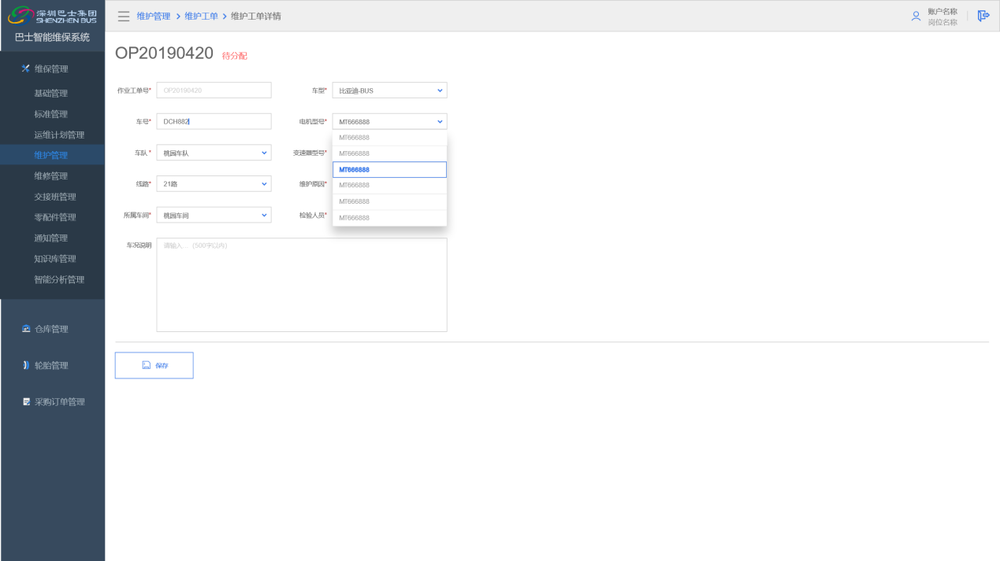 深圳巴士集团
SHENZHEN BUS
巴士智能维保系统
维护管理 > 维护工单 > 维护工单详情
账户名称
岗位名称
维保管理
基础管理
标准管理
运维计划管理
维护管理
维修管理
交接班管理
零配件管理
通知管理
知识库管理
智能分析管理
仓库管理
轮胎管理
采购订单管理
OP20190420 待分配
作业工单号* OP20190420 车型* 比亚迪-BUS
车号* DCH882 电机型号* MT666888
MT666888
车队* 桃园车队 变速器型号* MT666888
MT666888
线路* 21路 维护原因* MT666888
MT666888
所属车间* 桃园车间 检验人员* MT666888
车况说明 请输入... (500字以内)
保存